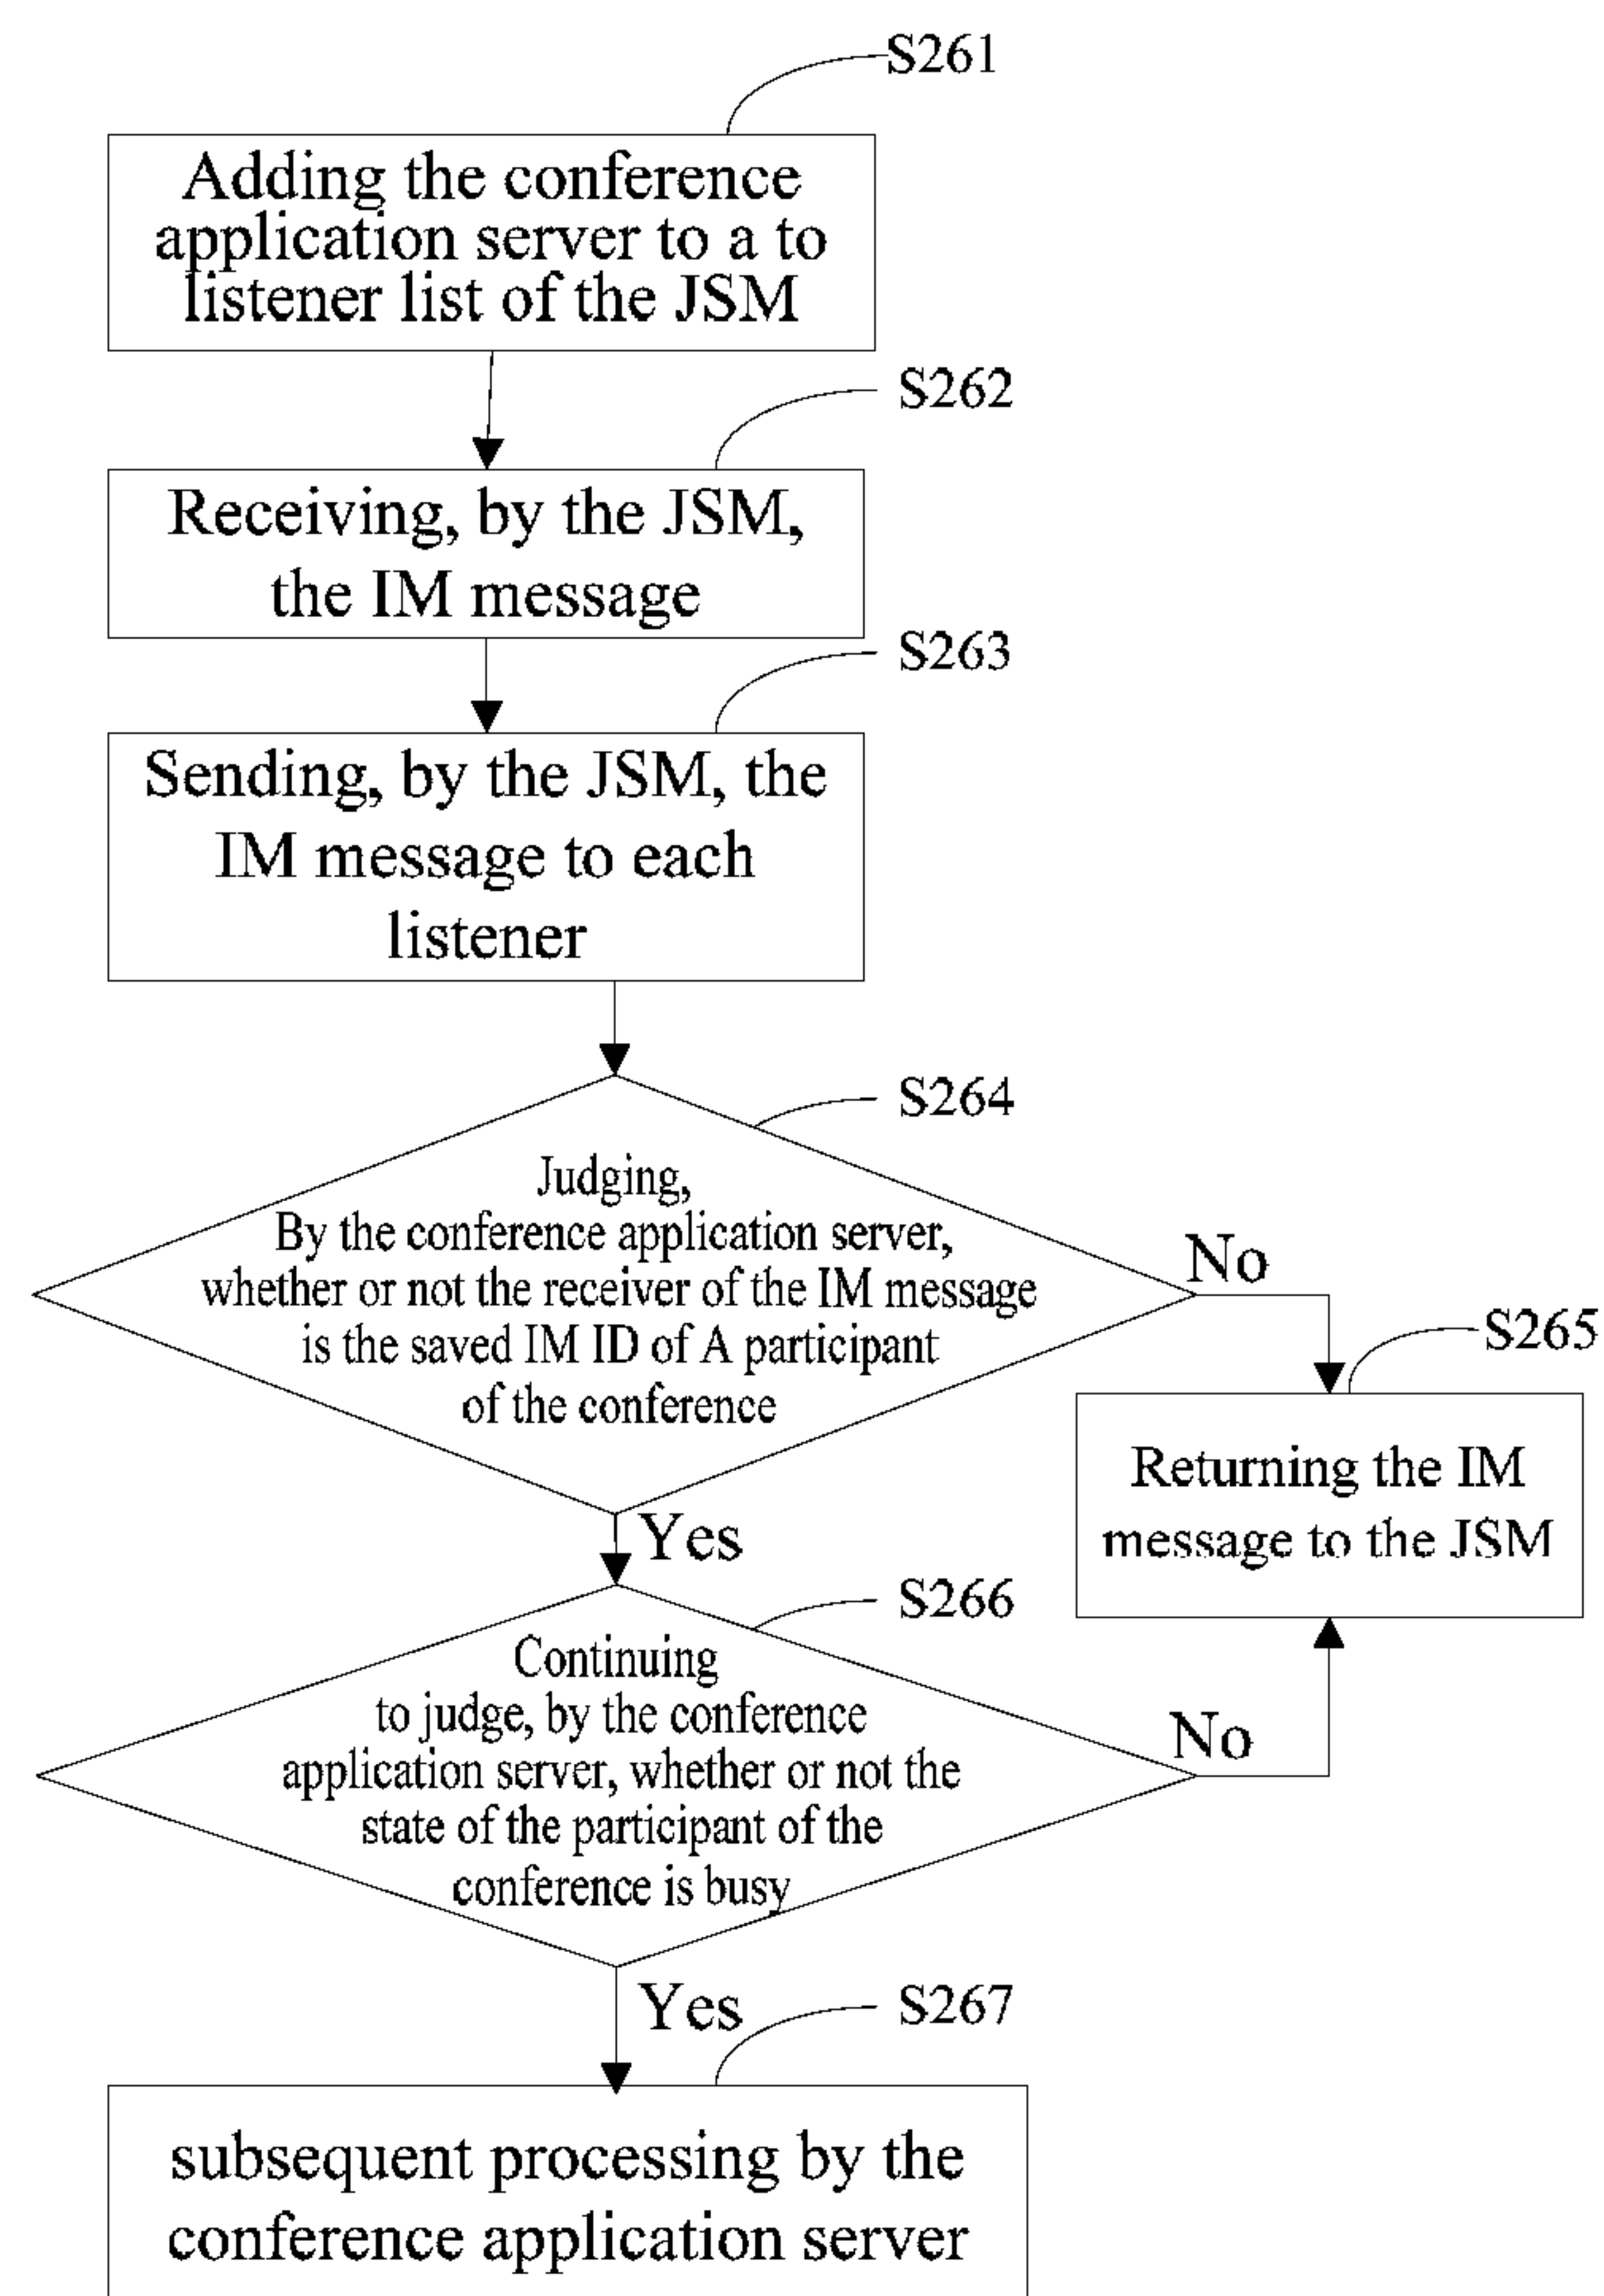 S261
Adding the conference
application server to a to
listener list of the JSM
S262
Receiving, by the JSM,
the IM message
S263
Sending, by the JSM, the
IM message to each
listener
S264
Judging,
By the conference application server,
whether or not the receiver of the IM message
is the saved IM ID of A participant
of the conference
No
S265
Returning the IM
message to the JSM
Yes
S266
Continuing
to judge, by the conference
application server, whether or not the
state of the participant of the
conference is busy
No
Yes
S267
subsequent processing by the
conference application server